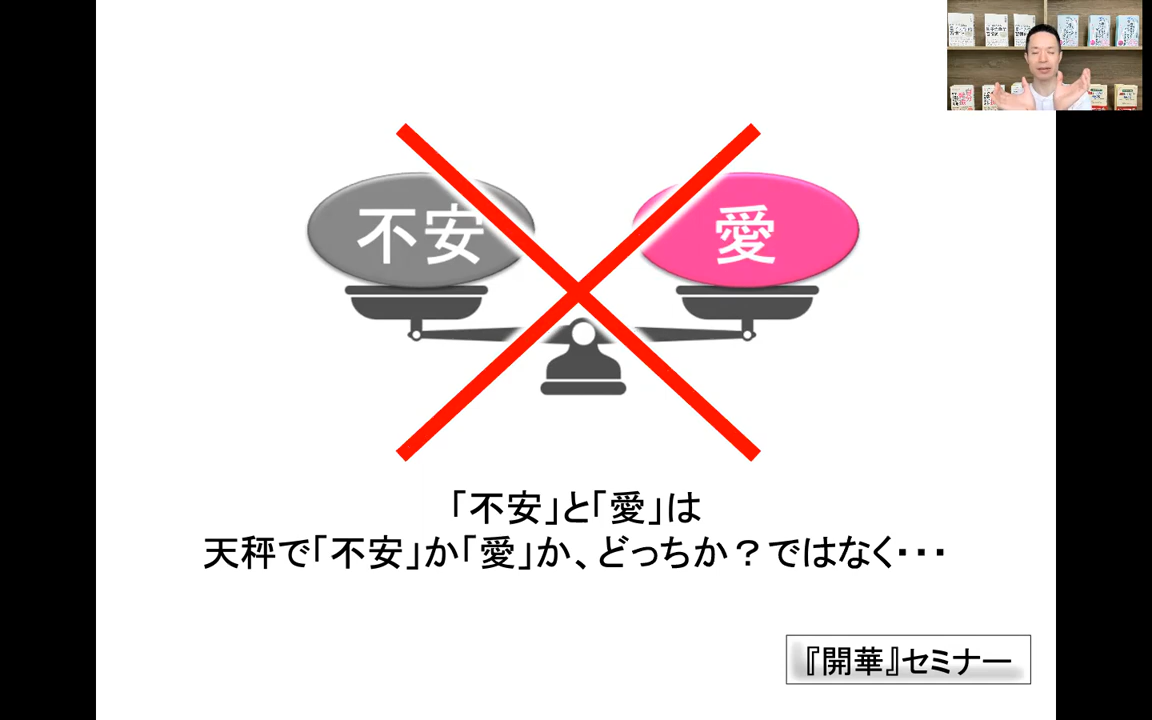 不安
愛
「不安」と「愛」は
天秤で「不安」か「愛」か、どっちか？ではなく・・・
『開華』セミナー